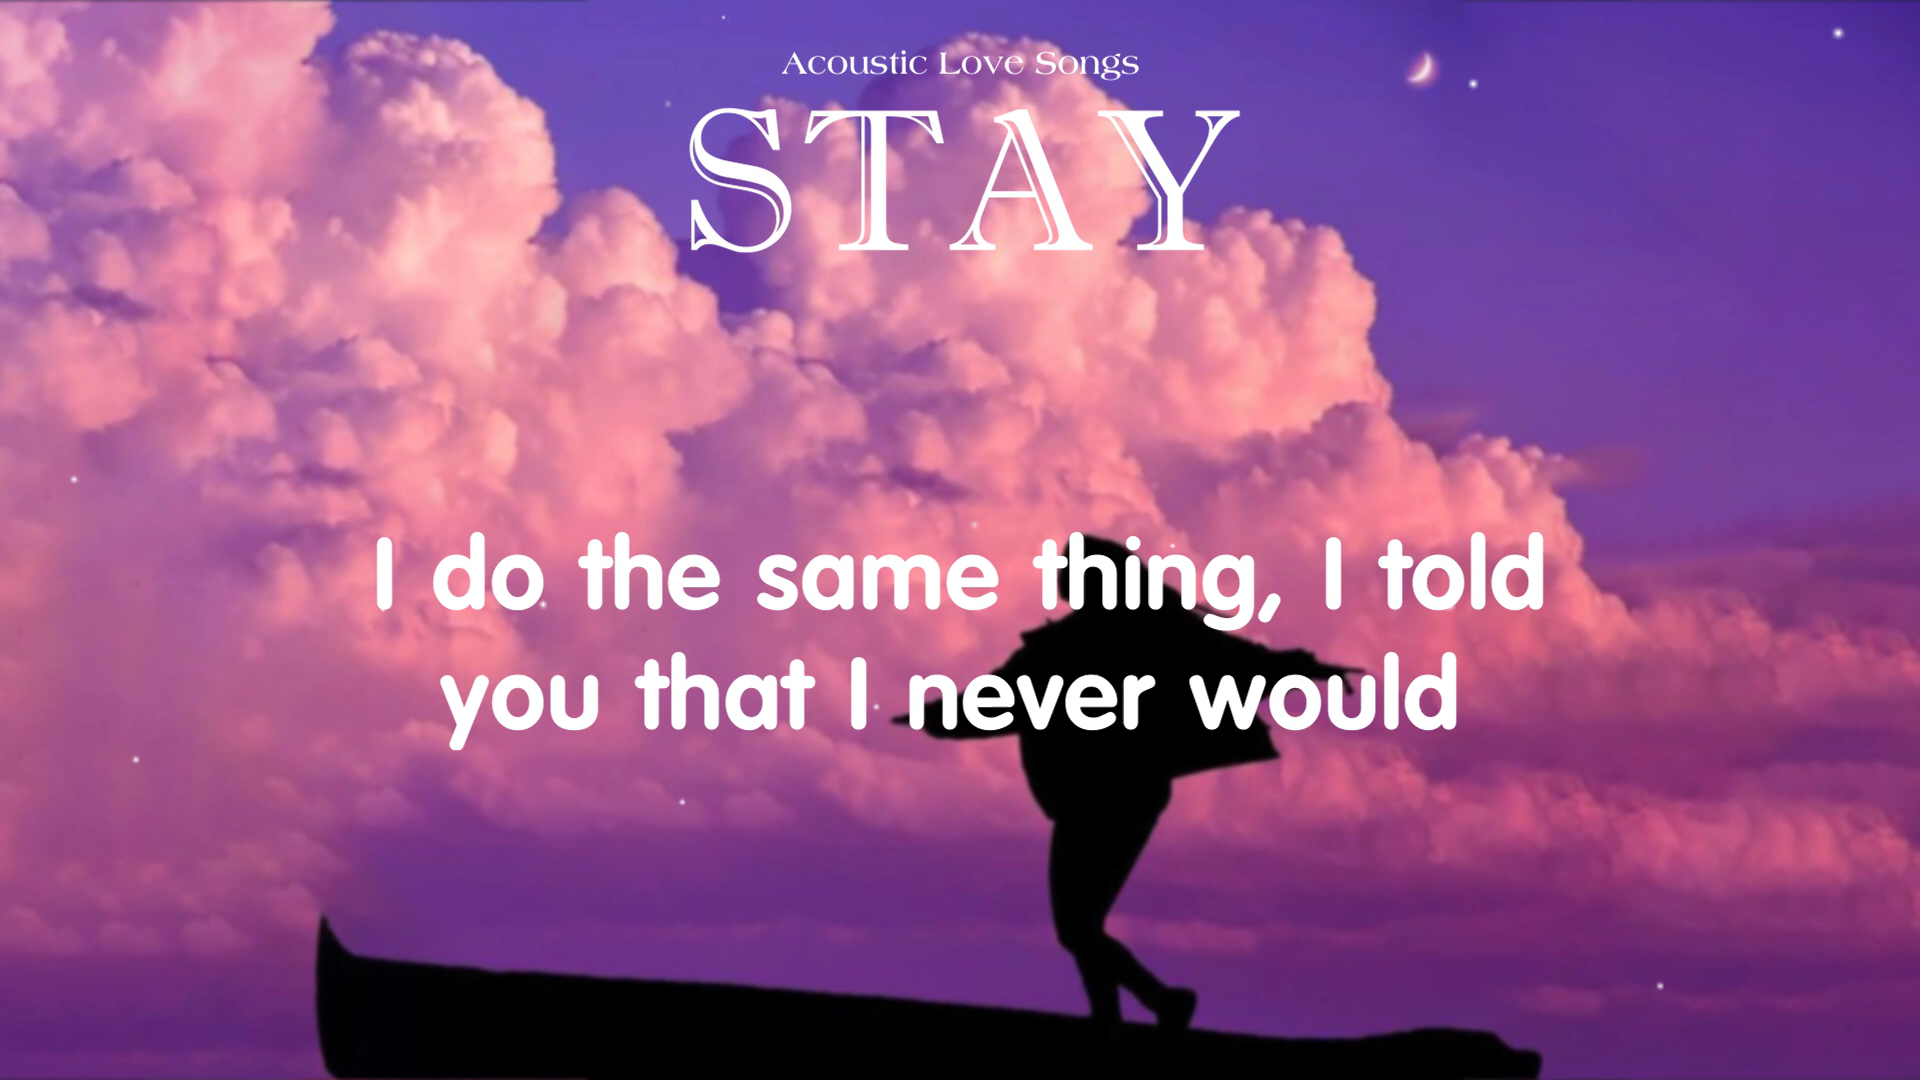 Acoustic Love Songs
STAY
I do the same thing, I told
you that I never would